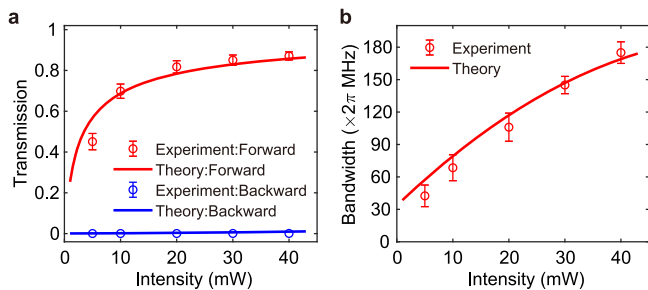 a
Transmission
1
0.8
0.6
0.4
0.2
0
Experiment:Forward
Theory:Forward
Experiment:Backward
Theory:Backward
0 10 20 30 40
Intensity (mW)
b
Bandwidth (×2π MHz)
180
150
120
90
60
30
0
Experiment
Theory
0 10 20 30 40
Intensity (mW)